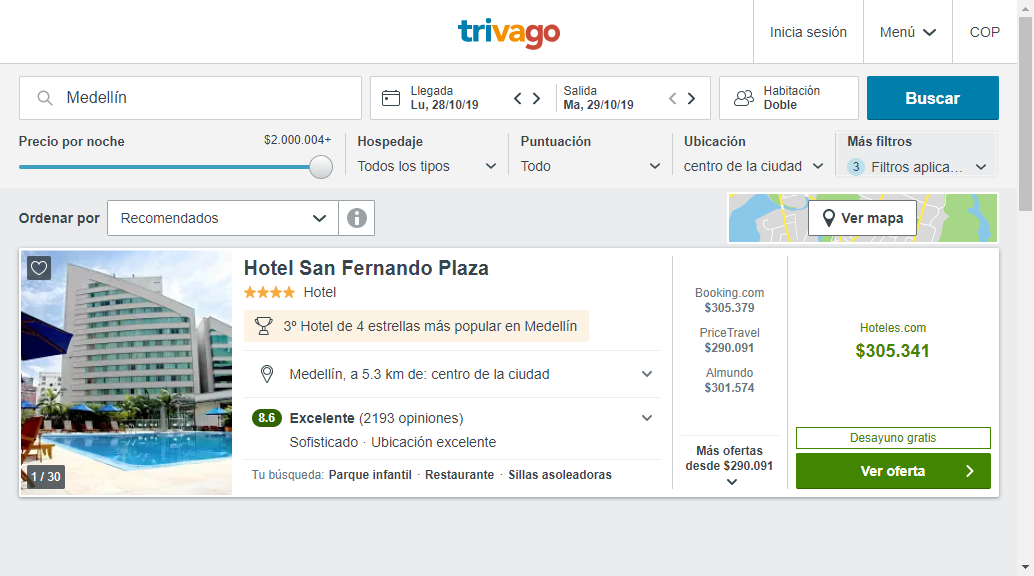 trivago
Inicia sesión
Menú
COP
Medellín
Llegada
Lu, 28/10/19
Salida
Ma, 29/10/19
Habitación
Doble
Buscar
Precio por noche
$2.000.004+
Hospedaje
Todos los tipos
Puntuación
Todo
Ubicación
centro de la ciudad
Más filtros
3 Filtros aplica...
Ordenar por
Recomendados
Ver mapa
Hotel San Fernando Plaza
Hotel
3º Hotel de 4 estrellas más popular en Medellín
Medellín, a 5.3 km de: centro de la ciudad
8.6 Excelente (2193 opiniones)
Sofisticado · Ubicación excelente
Tu búsqueda: Parque infantil · Restaurante · Sillas asoleadoras
1 / 30
Booking.com
$305.379
PriceTravel
$290.091
Almundo
$301.574
Más ofertas
desde $290.091
Hoteles.com
$305.341
Desayuno gratis
Ver oferta